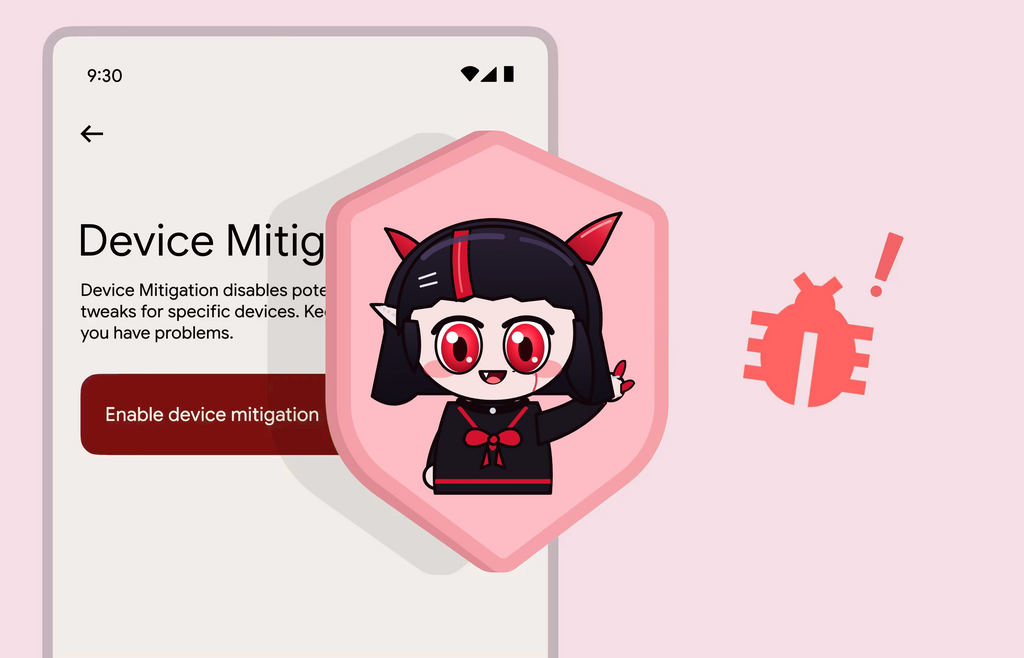 9:30
Device Mitig
Device Mitigation disables pote
tweaks for specific devices. Kee
you have problems.
Enable device mitigation